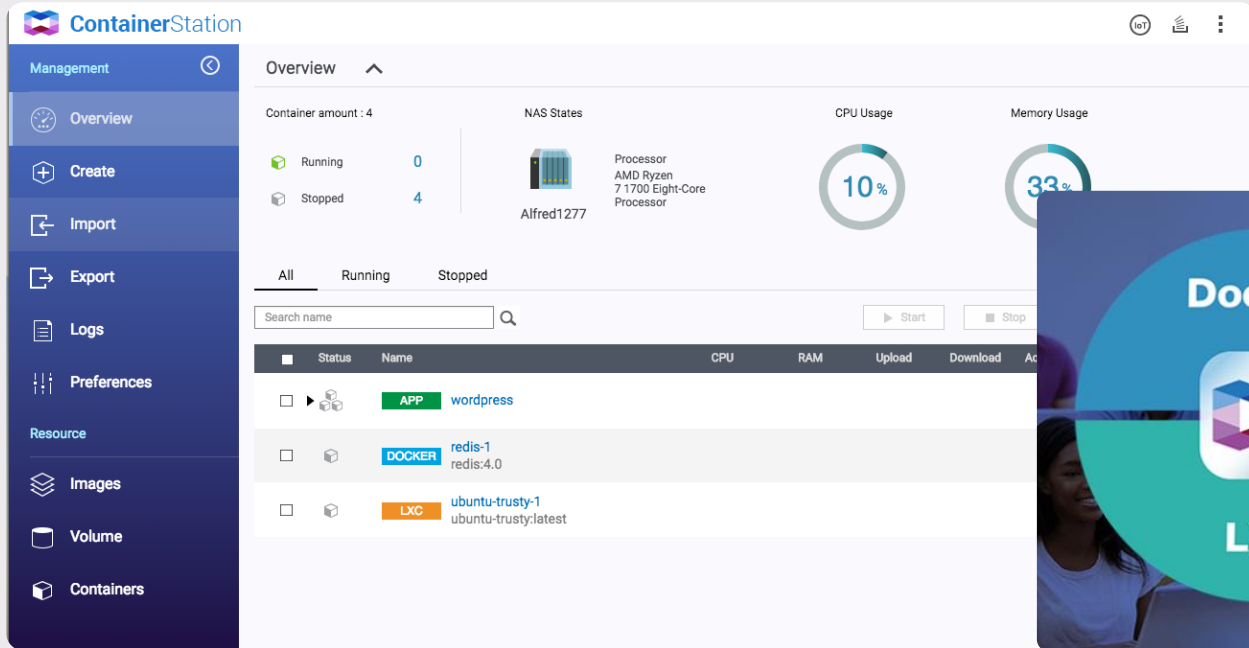 ContainerStation
IoT
Management
Overview
Create
Import
Export
Logs
Preferences
Resource
Images
Volume
Containers
Overview
Container amount : 4
Running 0
Stopped 4
NAS States
Alfred1277
Processor
AMD Ryzen
7 1700 Eight-Core
Processor
CPU Usage
10 %
Memory Usage
33 %
All Running Stopped
Search name
Start Stop
Status Name CPU RAM Upload Download
APP wordpress
DOCKER redis-1
redis:4.0
LXC ubuntu-trusty-1
ubuntu-trusty:latest